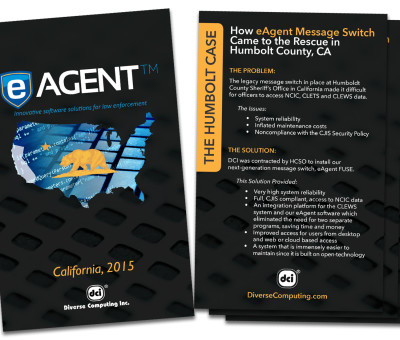 e AGENT™
innovative software solutions for law enforcement
California, 2015
dci
Diverse Computing Inc.
THE HUMBOLT CASE
How eAgent Message Switch
Came to the Rescue in
Humbolt County, CA
THE PROBLEM:
The legacy message switch in place at Humboldt
County Sheriff's Office in California made it difficult
for officers to access NCIC, CLETS and CLEWS data.
The Issues:
• System reliability
• Inflated maintenance costs
• Noncompliance with the CJIS Security Policy
THE SOLUTION:
DCI was contracted by HCSO to install our
next-generation message switch, eAgent FUSE.
This Solution Provided:
• Very high system reliability
• Full, CJIS compliant, access to NCIC data
• An integration platform for the CLEWS
system and our eAgent software which
eliminated the need for two separate
programs, saving time and money
• Improved access for users from desktop
and web or cloud based access
• A system that is immensely easier to
maintain since it is built on open-technology
dci
DiverseComputing.com